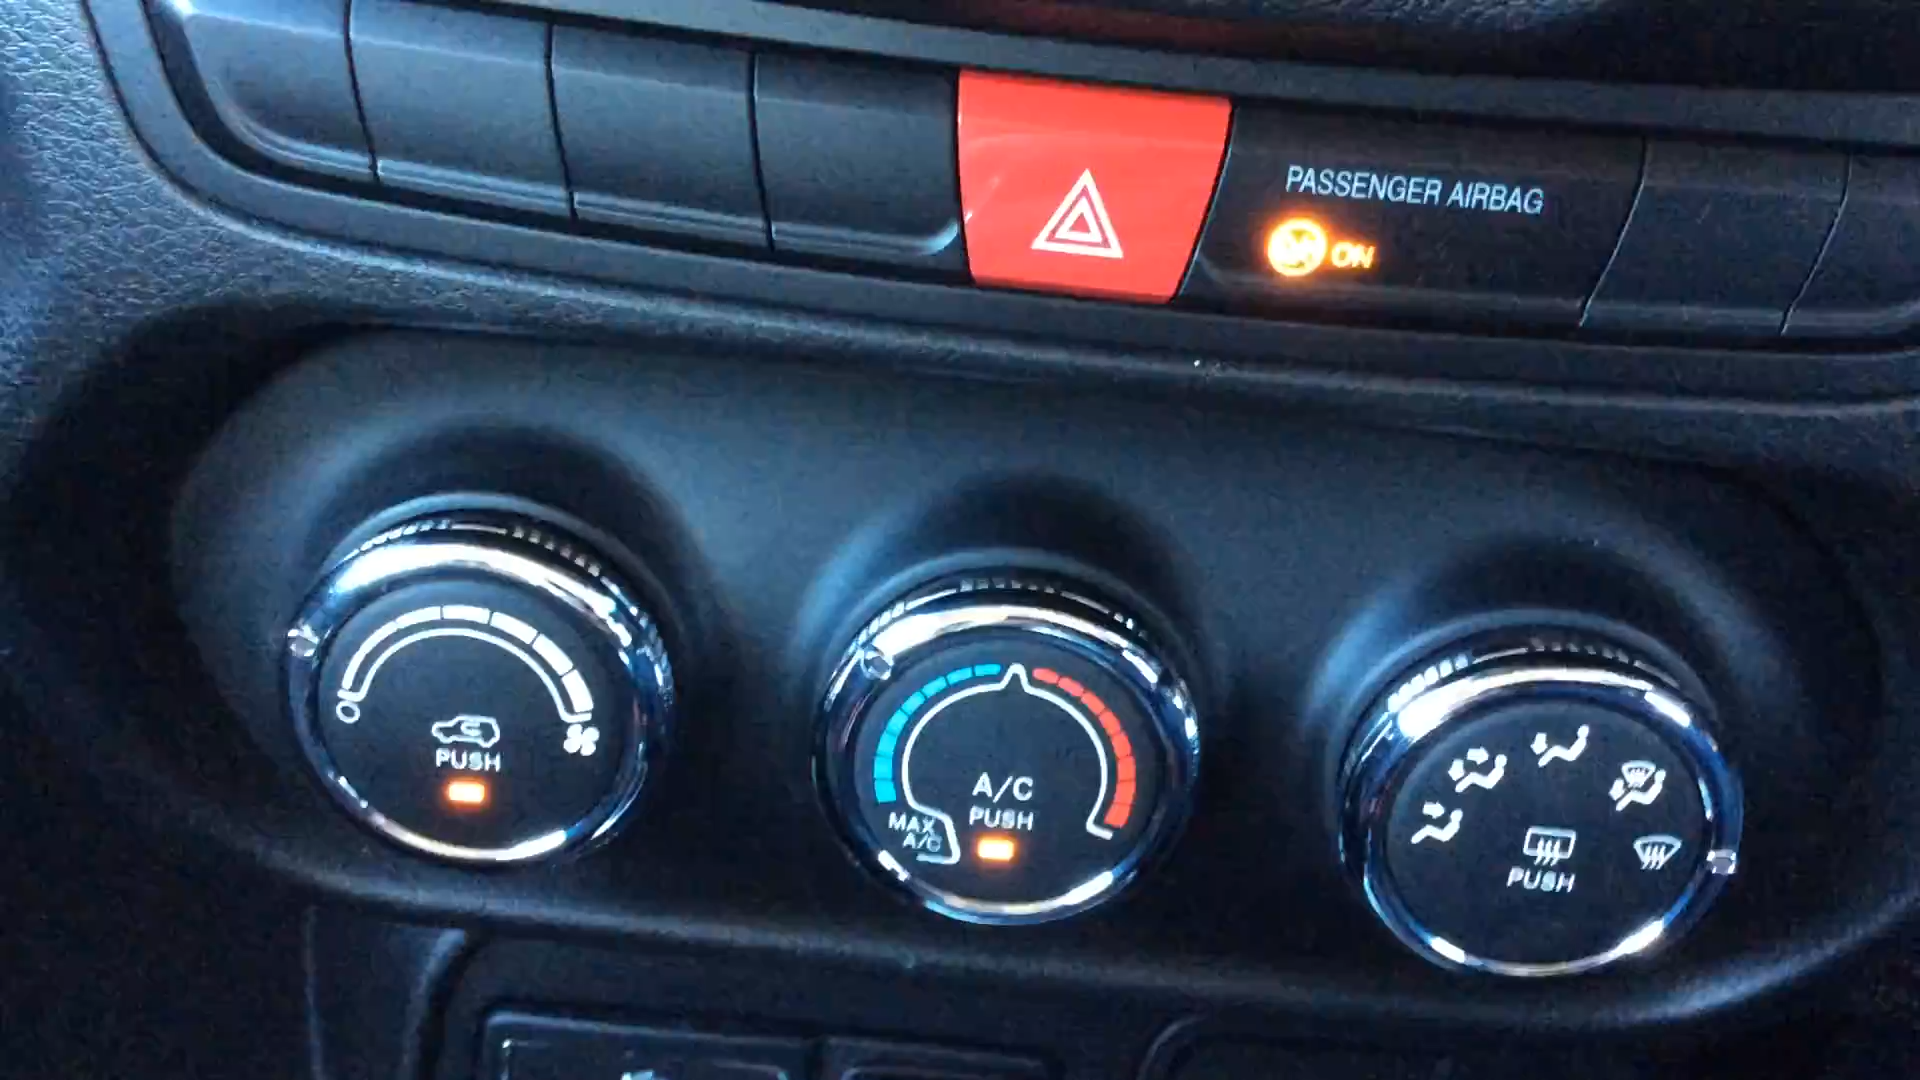 PASSENGER AIRBAG
ON
PUSH
A/C
PUSH
MAX
A/C
PUSH